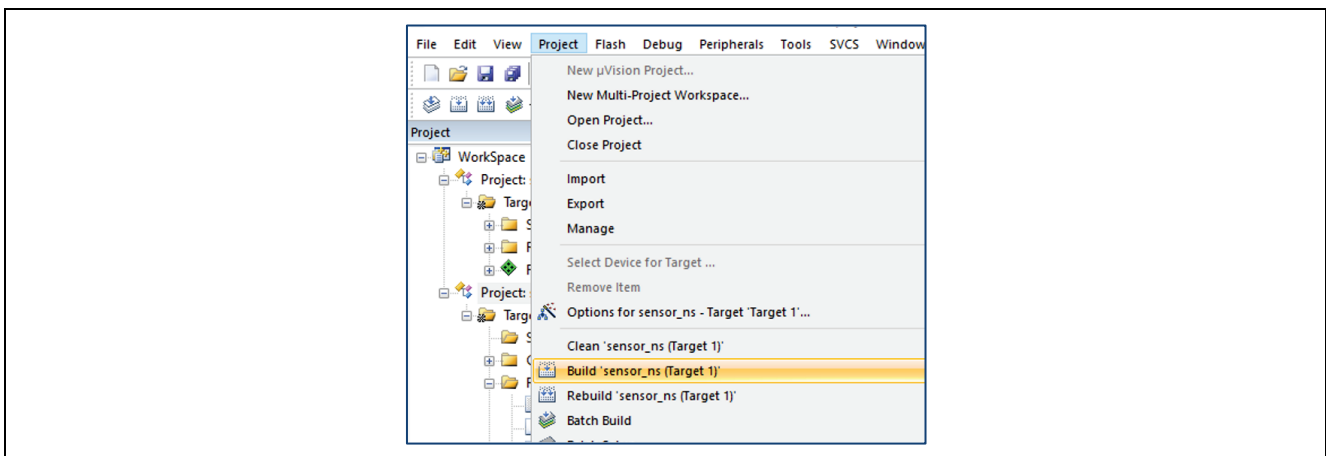 File Edit View Project Flash Debug Peripherals Tools SVCS Window
New µVision Project...
New Multi-Project Workspace...
Open Project...
Close Project
Project
WorkSpace
Project:
Import
Export
Manage
Select Device for Target ...
Remove Item
Project:
Options for sensor_ns - Target 'Target 1'...
Clean 'sensor_ns (Target 1)'
Build 'sensor_ns (Target 1)'
Rebuild 'sensor_ns (Target 1)'
Batch Build